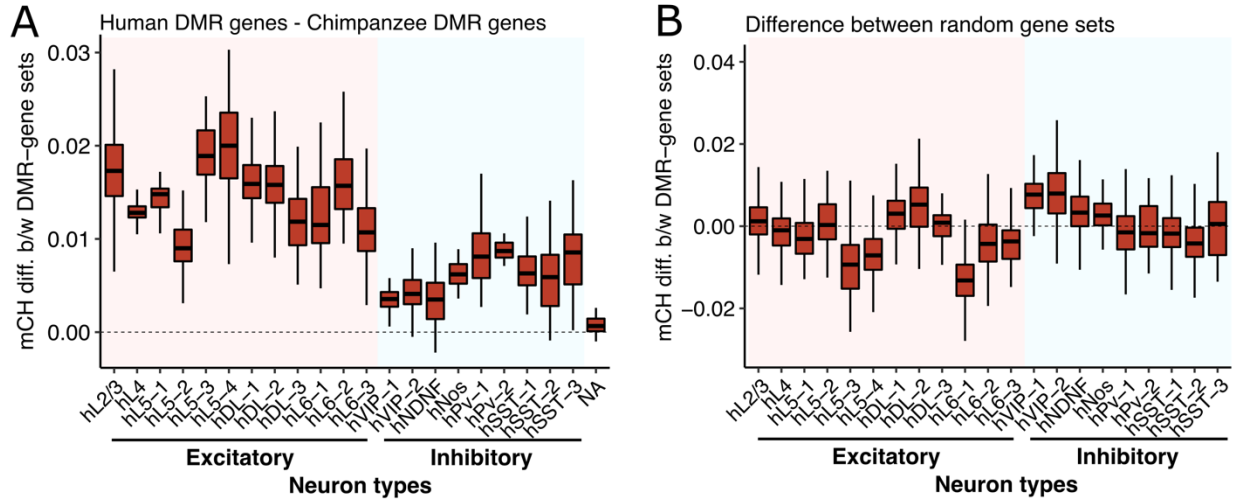 A
Human DMR genes - Chimpanzee DMR genes
mCH diff. b/w DMR-gene sets
0.03
0.02
0.01
0.00
hL2/3
hL4
hL5-1
hL5-2
hL5-3
hL5-4
hDL-1
hDL-2
hDL-3
hL6-1
hL6-2
hL6-3
hVIP-1
hVIP-2
hNDNF
hNos
hPv-1
hPv-2
hSST-1
hSST-2
hSST-3
NA
Excitatory
Inhibitory
Neuron types
B
Difference between random gene sets
mCH diff. b/w DMR-gene sets
0.04
0.02
0.00
-0.02
hL2/3
hL4
hL5-1
hL5-2
hL5-3
hL5-4
hDL-1
hDL-2
hDL-3
hL6-1
hL6-2
hL6-3
hVIP-1
hVIP-2
hNDNF
hNos
hPv-1
hPv-2
hSST-1
hSST-2
hSST-3
Excitatory
Inhibitory
Neuron types